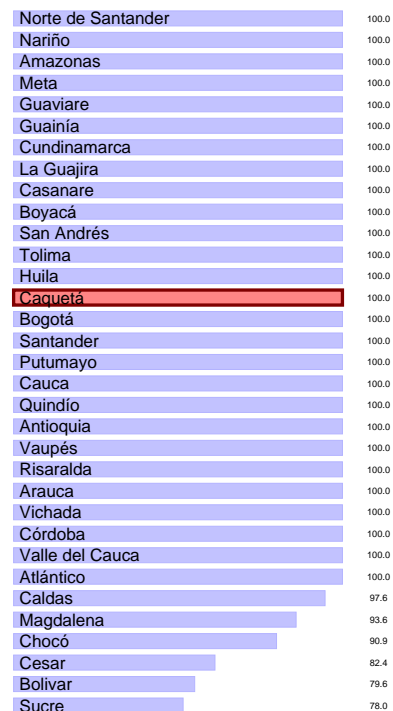 Norte de Santander 100.0
Nariño 100.0
Amazonas 100.0
Meta 100.0
Guaviare 100.0
Guainía 100.0
Cundinamarca 100.0
La Guajira 100.0
Casanare 100.0
Boyacá 100.0
San Andrés 100.0
Tolima 100.0
Huila 100.0
Caquetá 100.0
Bogotá 100.0
Santander 100.0
Putumayo 100.0
Cauca 100.0
Quindío 100.0
Antioquia 100.0
Vaupés 100.0
Risaralda 100.0
Arauca 100.0
Vichada 100.0
Córdoba 100.0
Valle del Cauca 100.0
Atlántico 100.0
Caldas 97.6
Magdalena 93.6
Chocó 90.9
Cesar 82.4
Bolivar 79.6
Sucre 78.0